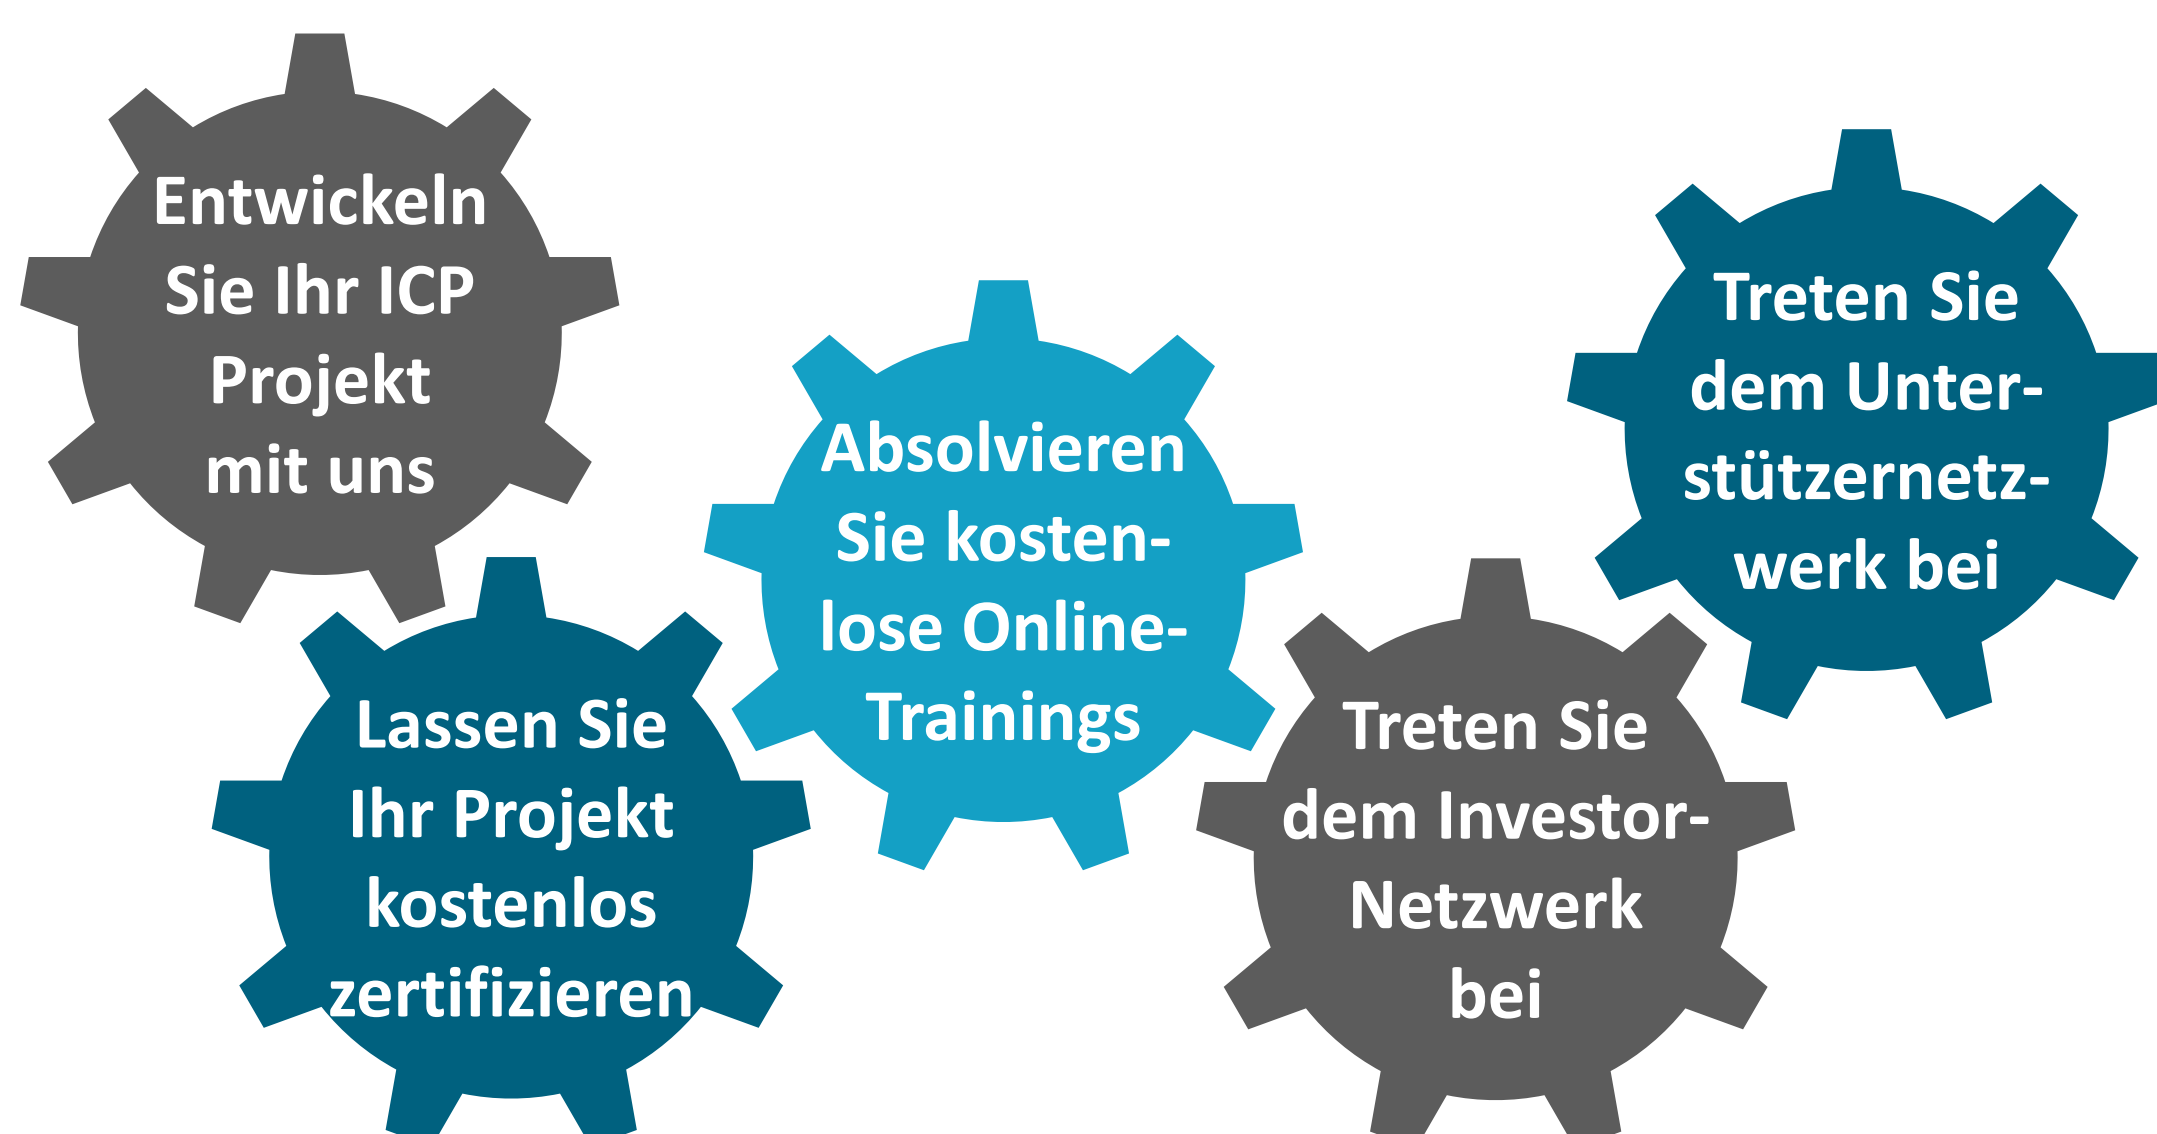 Entwickeln
Sie Ihr ICP
Projekt
mit uns
Lassen Sie
Ihr Projekt
kostenlos
zertifizieren
Absolvieren
Sie kosten-
lose Online-
Trainings
Treten Sie
dem Investor-
Netzwerk
bei
Treten Sie
dem Unter-
stützernetz-
werk bei